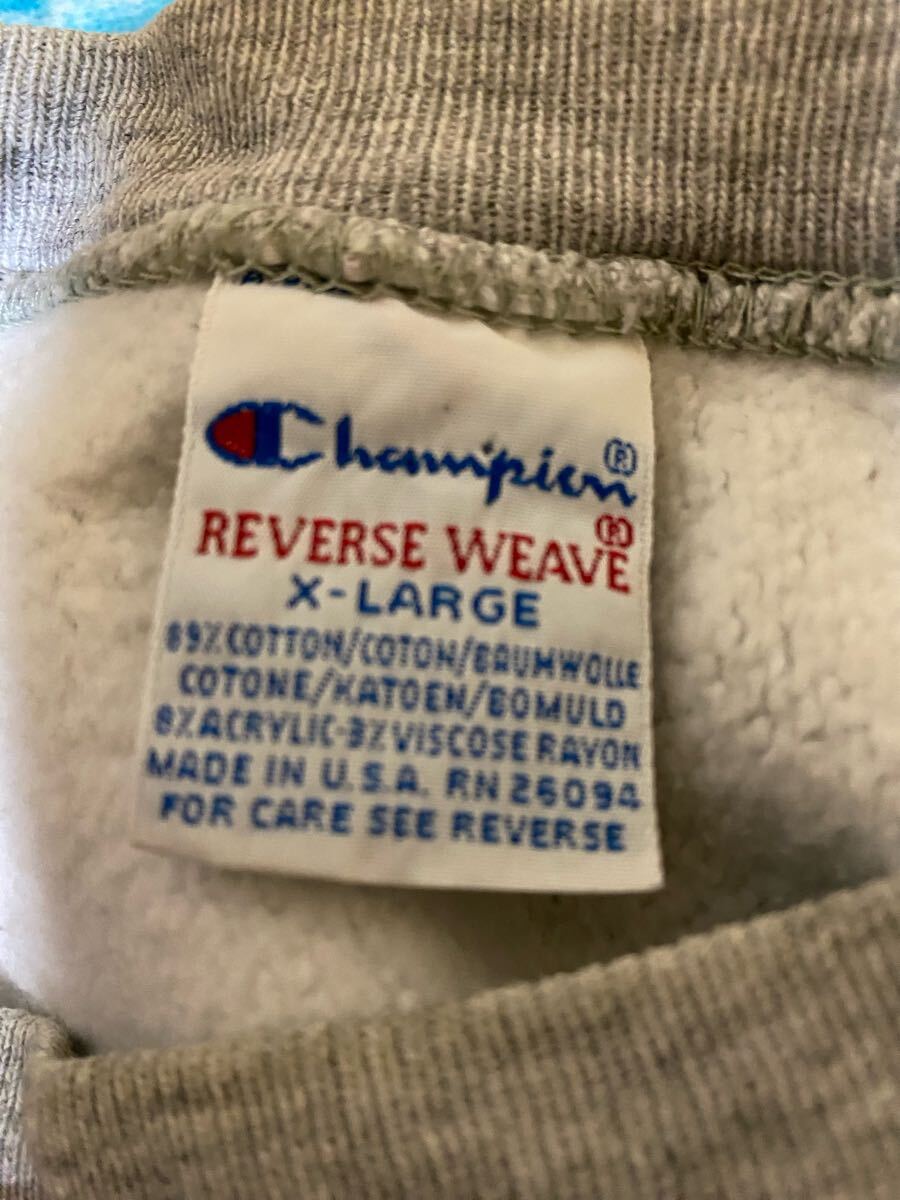 Champion®
REVERSE WEAVE®
X-LARGE
89% COTTON/COTON/BAUMWOLLE
COTONE/KATOEN/BOMULD
8% ACRYLIC-3% VISCOSE RAYON
MADE IN U.S.A. RN 26094
FOR CARE SEE REVERSE